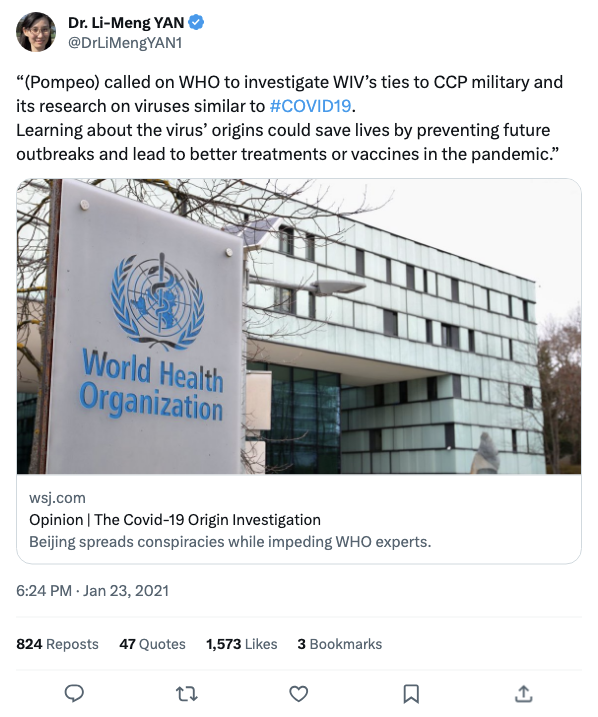 Dr. Li-Meng YAN
@DrLiMengYAN1
“(Pompeo) called on WHO to investigate WIV’s ties to CCP military and
its research on viruses similar to #COVID19.
Learning about the virus’ origins could save lives by preventing future
outbreaks and lead to better treatments or vaccines in the pandemic.”
World Health
Organization
wsj.com
Opinion | The Covid-19 Origin Investigation
Beijing spreads conspiracies while impeding WHO experts.
6:24 PM · Jan 23, 2021
824 Reposts 47 Quotes 1,573 Likes 3 Bookmarks